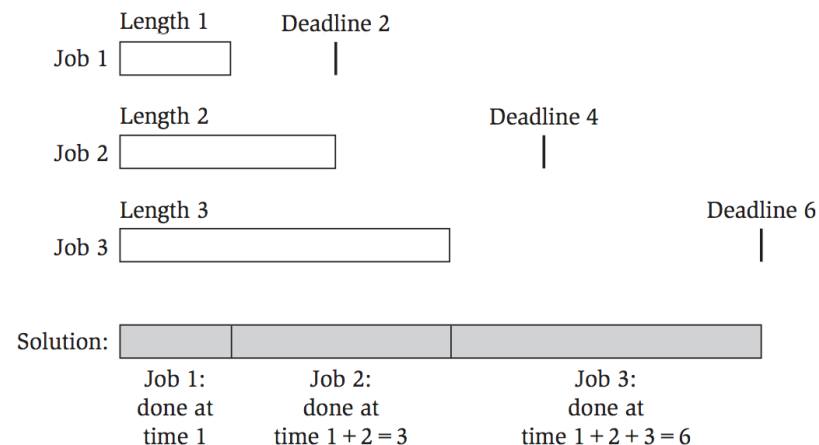 Length 1
Deadline 2
Job 1
Length 2
Deadline 4
Job 2
Length 3
Deadline 6
Job 3
Solution:
Job 1:
done at
time 1
Job 2:
done at
time 1 + 2 = 3
Job 3:
done at
time 1 + 2 + 3 = 6